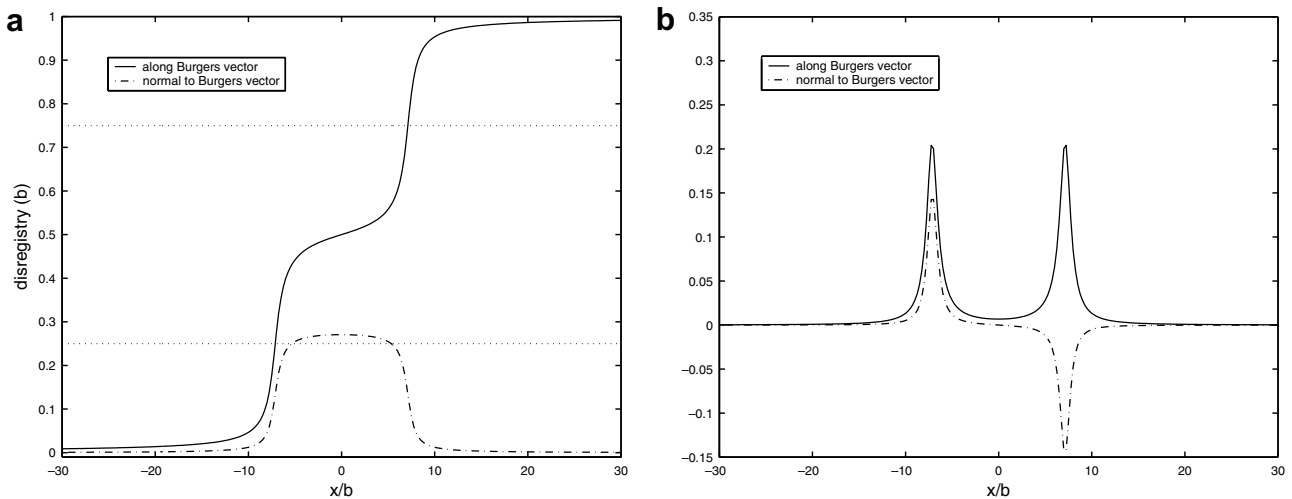 a
1
0.9
along Burgers vector
normal to Burgers vector
0.8
0.7
0.6
0.5
0.4
0.3
0.2
0.1
0
disregistry (b)
−30 −20 −10 0 10 20 30
x/b
b
0.35
0.3
along Burgers vector
normal to Burgers vector
0.25
0.2
0.15
0.1
0.05
0
−0.05
−0.1
−0.15
−30 −20 −10 0 10 20 30
x/b